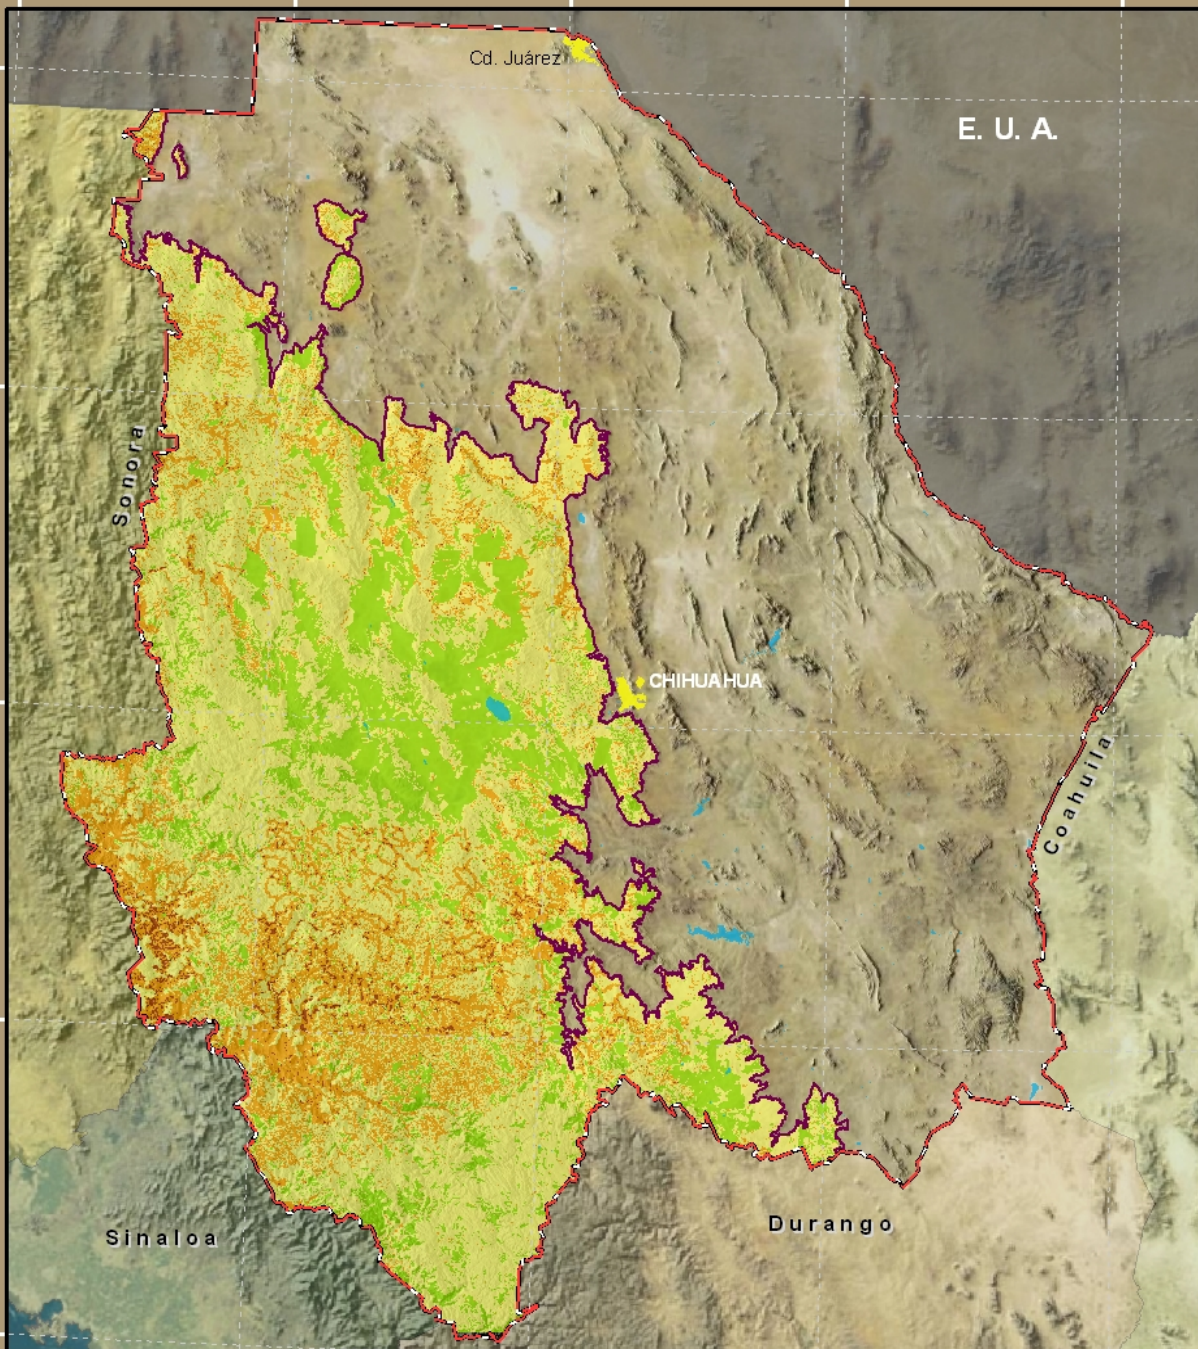 Cd. Juárez
E. U. A.
Sonora
CHIHUAHUA
Coahuila
Durango
Sinaloa